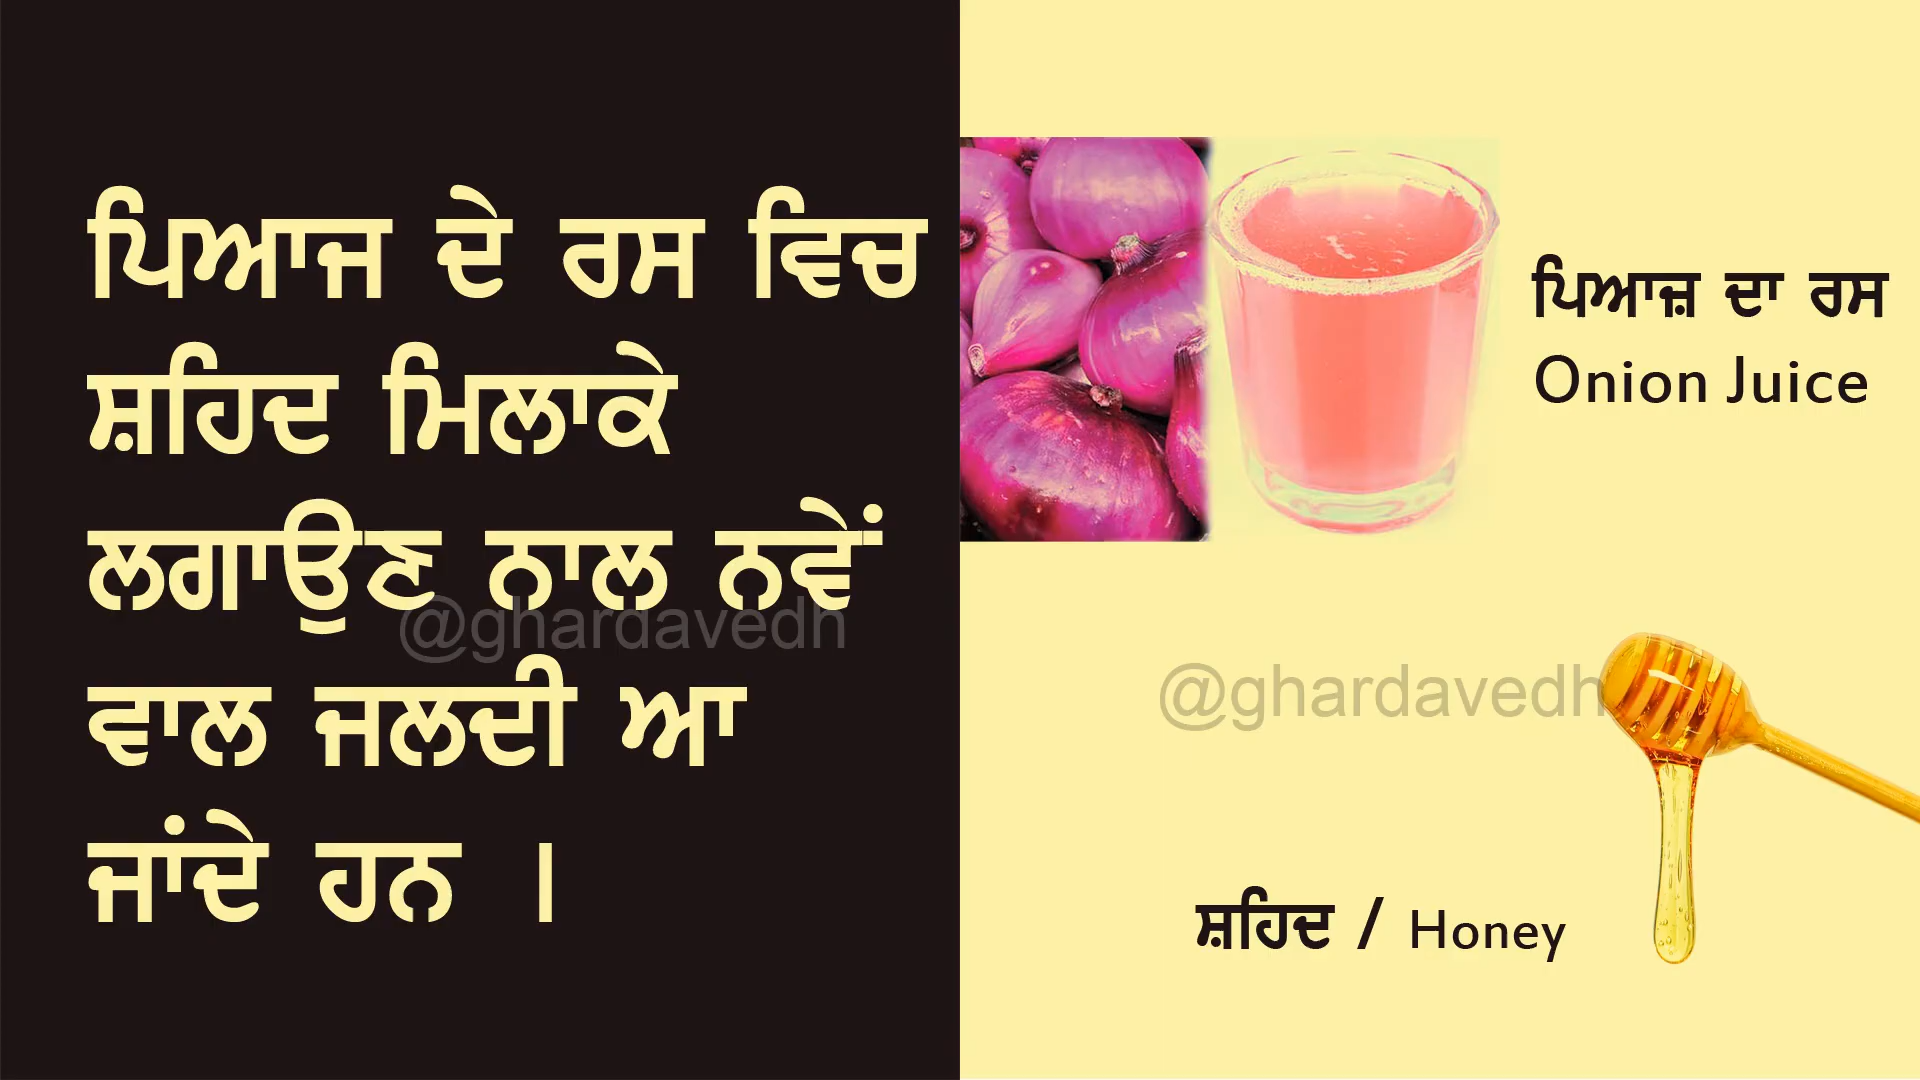 ਪਿਆਜ ਦੇ ਰਸ ਵਿਚ
ਸ਼ਹਿਦ ਮਿਲਾਕੇ
ਲਗਾਉਣ ਨਾਲ ਨਵੇਂ
ਵਾਲ ਜਲਦੀ ਆ
ਜਾਂਦੇ ਹਨ ।
@ghardavedh
ਪਿਆਜ਼ ਦਾ ਰਸ
Onion Juice
@ghardavedh
ਸ਼ਹਿਦ / Honey